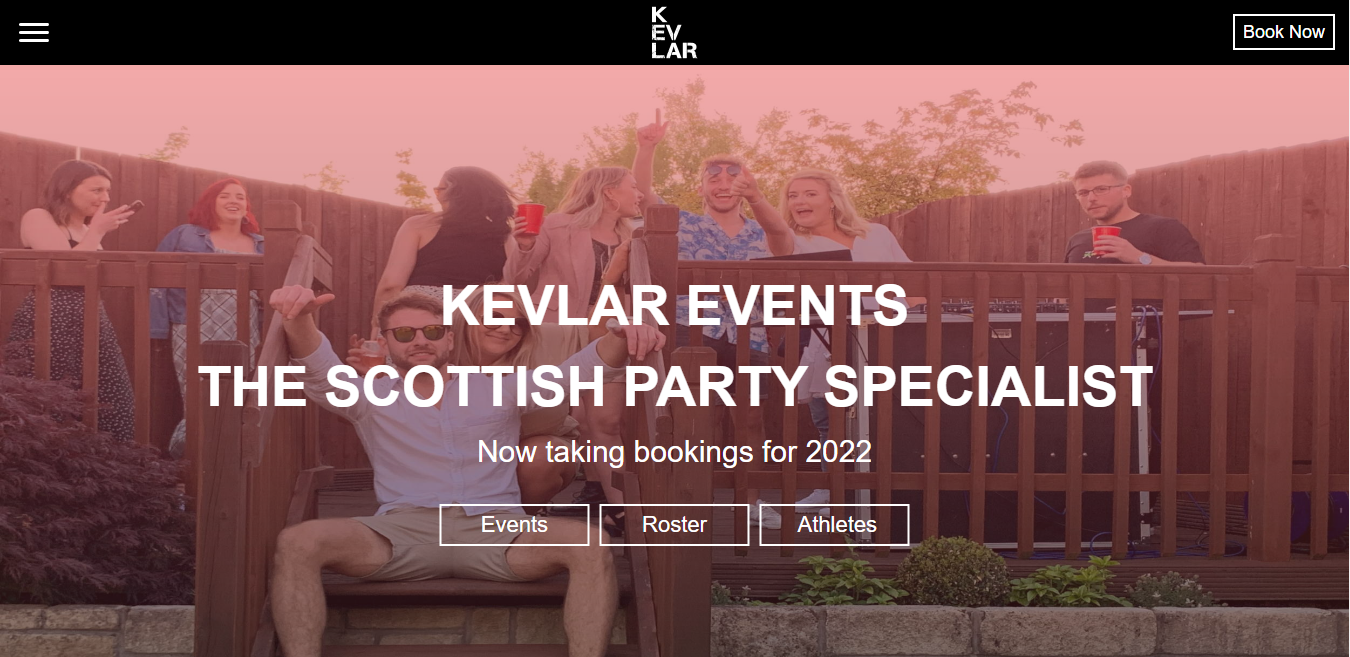 K
EV
LAR
Book Now
KEVLAR EVENTS
THE SCOTTISH PARTY SPECIALIST
Now taking bookings for 2022
Events
Roster
Athletes